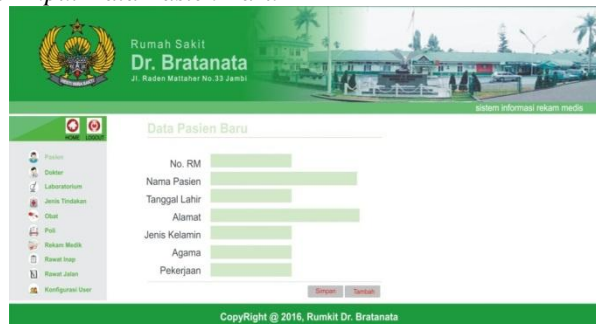 Rumah Sakit
Dr. Bratanata
Jl. Raden Mattaher No.33 Jambi
sistem informasi rekam medis
HOME LOGOUT
Data Pasien Baru
Pasien
Dokter
Laboratorium
Jenis Tindakan
Obat
Poli
Rekam Medik
Rawat Inap
Rawat Jalan
Konfigurasi User
No. RM
Nama Pasien
Tanggal Lahir
Alamat
Jenis Kelamin
Agama
Pekerjaan
Simpan Tambah
CopyRight @ 2016, Rumkit Dr. Bratanata